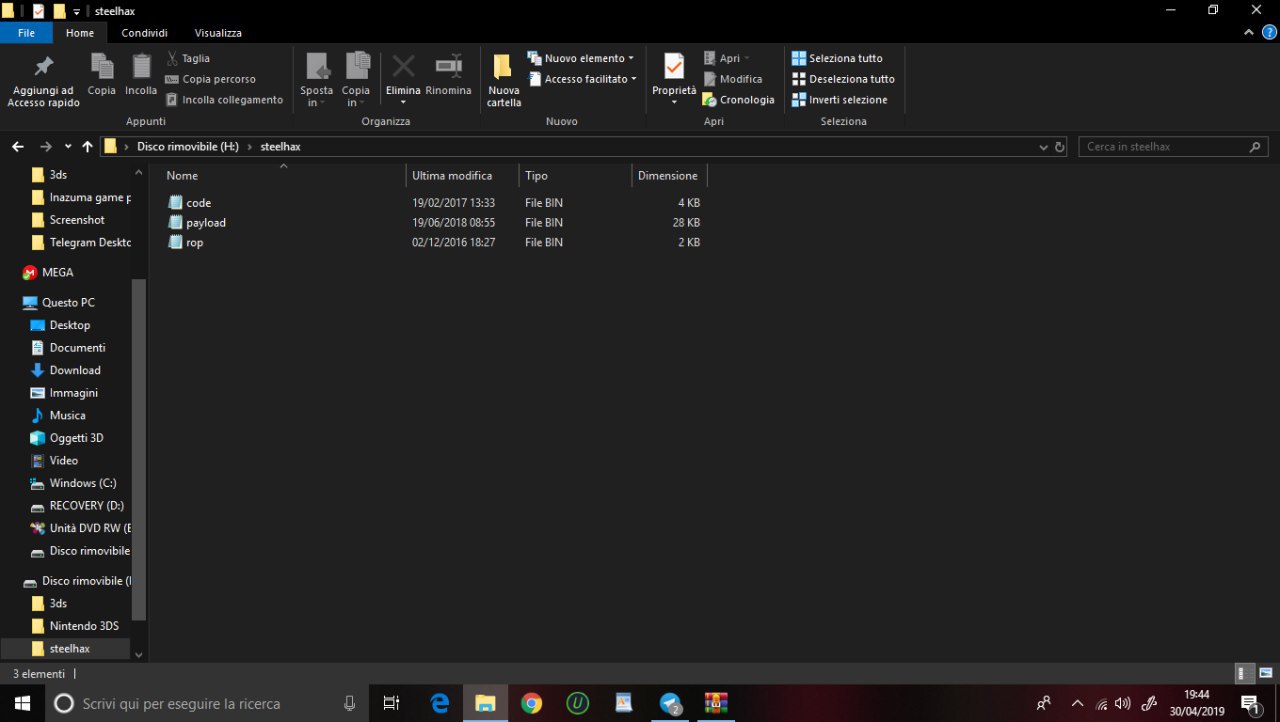 steelhax
File Home Condividi Visualizza
Aggiungi ad
Accesso rapido
Copia
Incolla
Taglia
Copia percorso
Incolla collegamento
Appunti
Sposta
in
Copia
in
Elimina
Rinomina
Organizza
Nuova
cartella
Nuovo elemento
Accesso facilitato
Nuovo
Proprietà
Apri
Modifica
Cronologia
Apri
Seleziona tutto
Deseleziona tutto
Inverti selezione
Seleziona
Disco rimovibile (H:) › steelhax
Cerca in steelhax
3ds
Inazuma game p
Screenshot
Telegram Deskto
MEGA
Questo PC
Desktop
Documenti
Download
Immagini
Musica
Oggetti 3D
Video
Windows (C:)
RECOVERY (D:)
Unità DVD RW (E
Disco rimovibile
Disco rimovibile (
3ds
Nintendo 3DS
steelhax
Nome Ultima modifica Tipo Dimensione
code 19/02/2017 13:33 File BIN 4 KB
payload 19/06/2018 08:55 File BIN 28 KB
rop 02/12/2016 18:27 File BIN 2 KB
3 elementi
Scrivi qui per eseguire la ricerca
2
19:44
30/04/2019
1